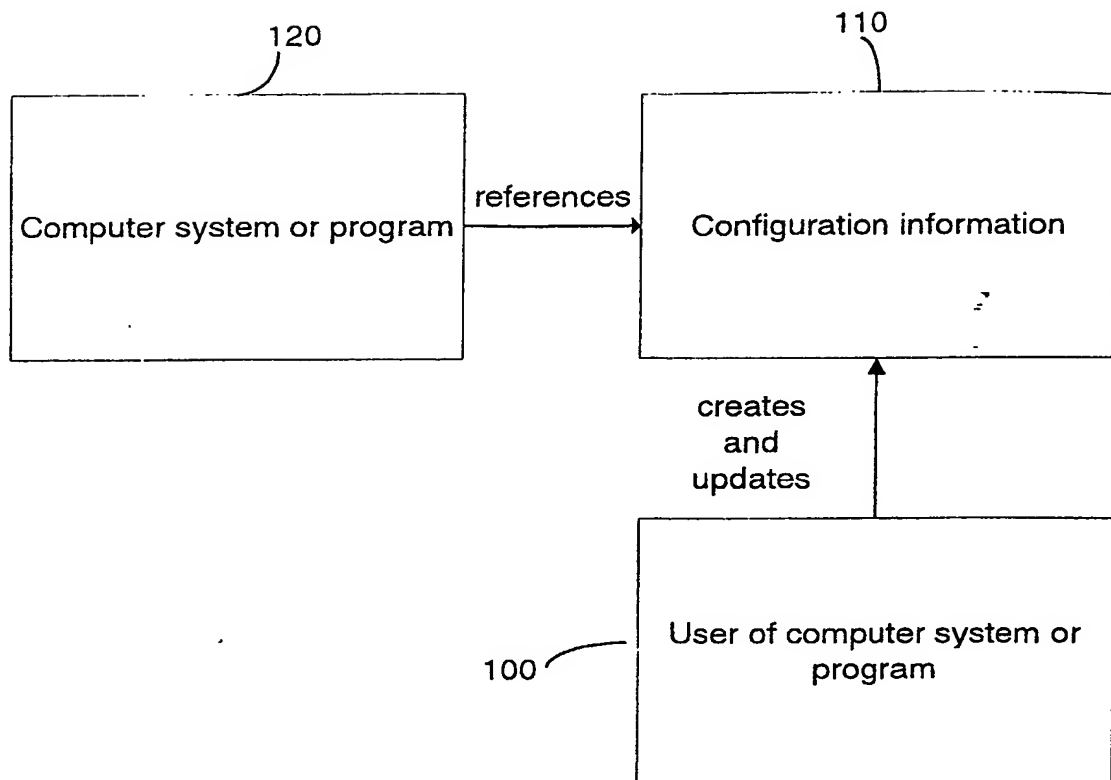 120
110
Computer system or program
references
Configuration information
creates
and
updates
100
User of computer system or
program